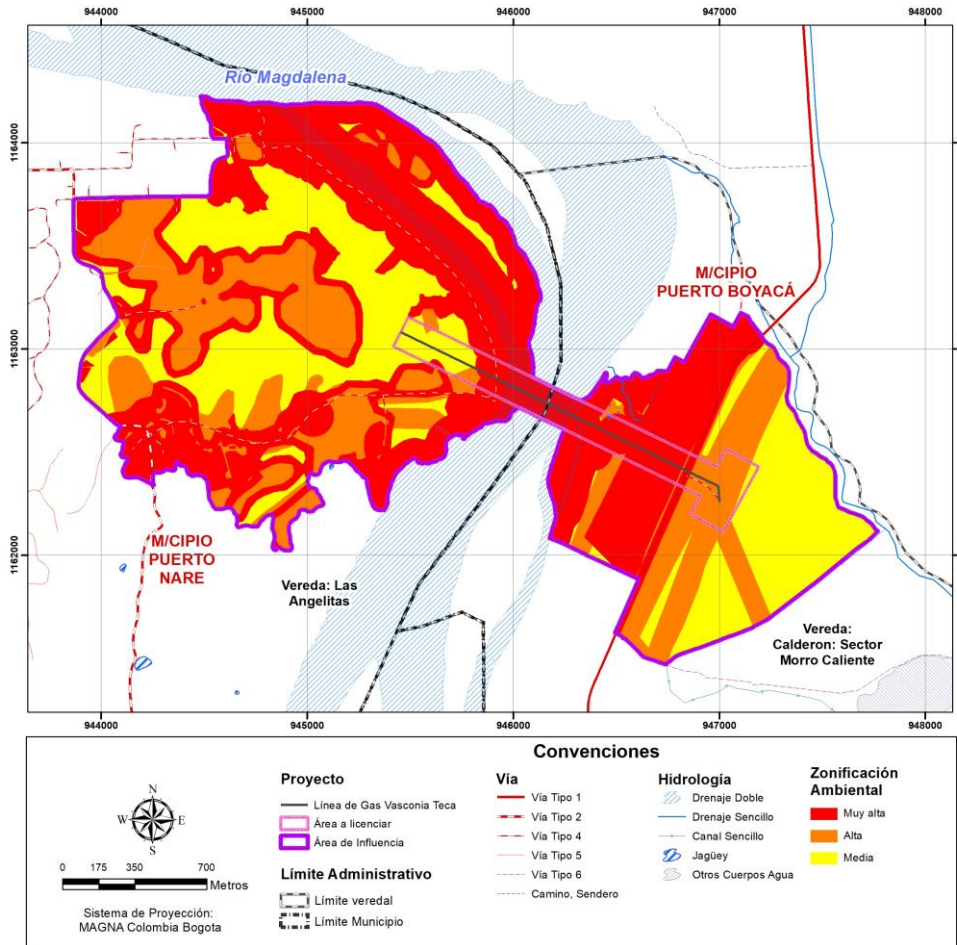 944000 945000 946000 947000 948000
Río Magdalena
1164000
1164000
M/CIPIO
PUERTO BOYACÁ
1163000
1163000
1162000
1162000
M/CIPIO
PUERTO
NARE
Vereda: Las
Angelitas
Vereda:
Calderon: Sector
Morro Caliente
944000 945000 946000 947000 948000
Convenciones
N
W E
S
0 175 350 700
Metros
Sistema de Proyección:
MAGNA Colombia Bogota
Proyecto
Línea de Gas Vasconia Teca
Área a licenciar
Área de Influencia
Límite Administrativo
Límite veredal
Límite Municipio
Vía
Vía Tipo 1
Vía Tipo 2
Vía Tipo 4
Vía Tipo 5
Vía Tipo 6
Camino, Sendero
Hidrología
Drenaje Doble
Drenaje Sencillo
Canal Sencillo
Jagüey
Otros Cuerpos Agua
Zonificación
Ambiental
Muy alta
Alta
Media